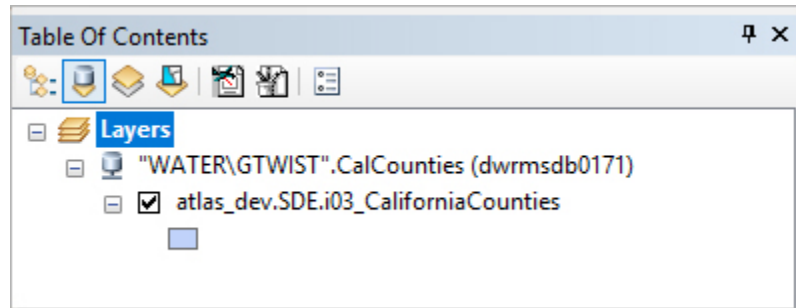 Table Of Contents
Layers
"WATER\GTWIST".CalCounties (dwrmsdb0171)
atlas_dev.SDE.i03_CaliforniaCounties